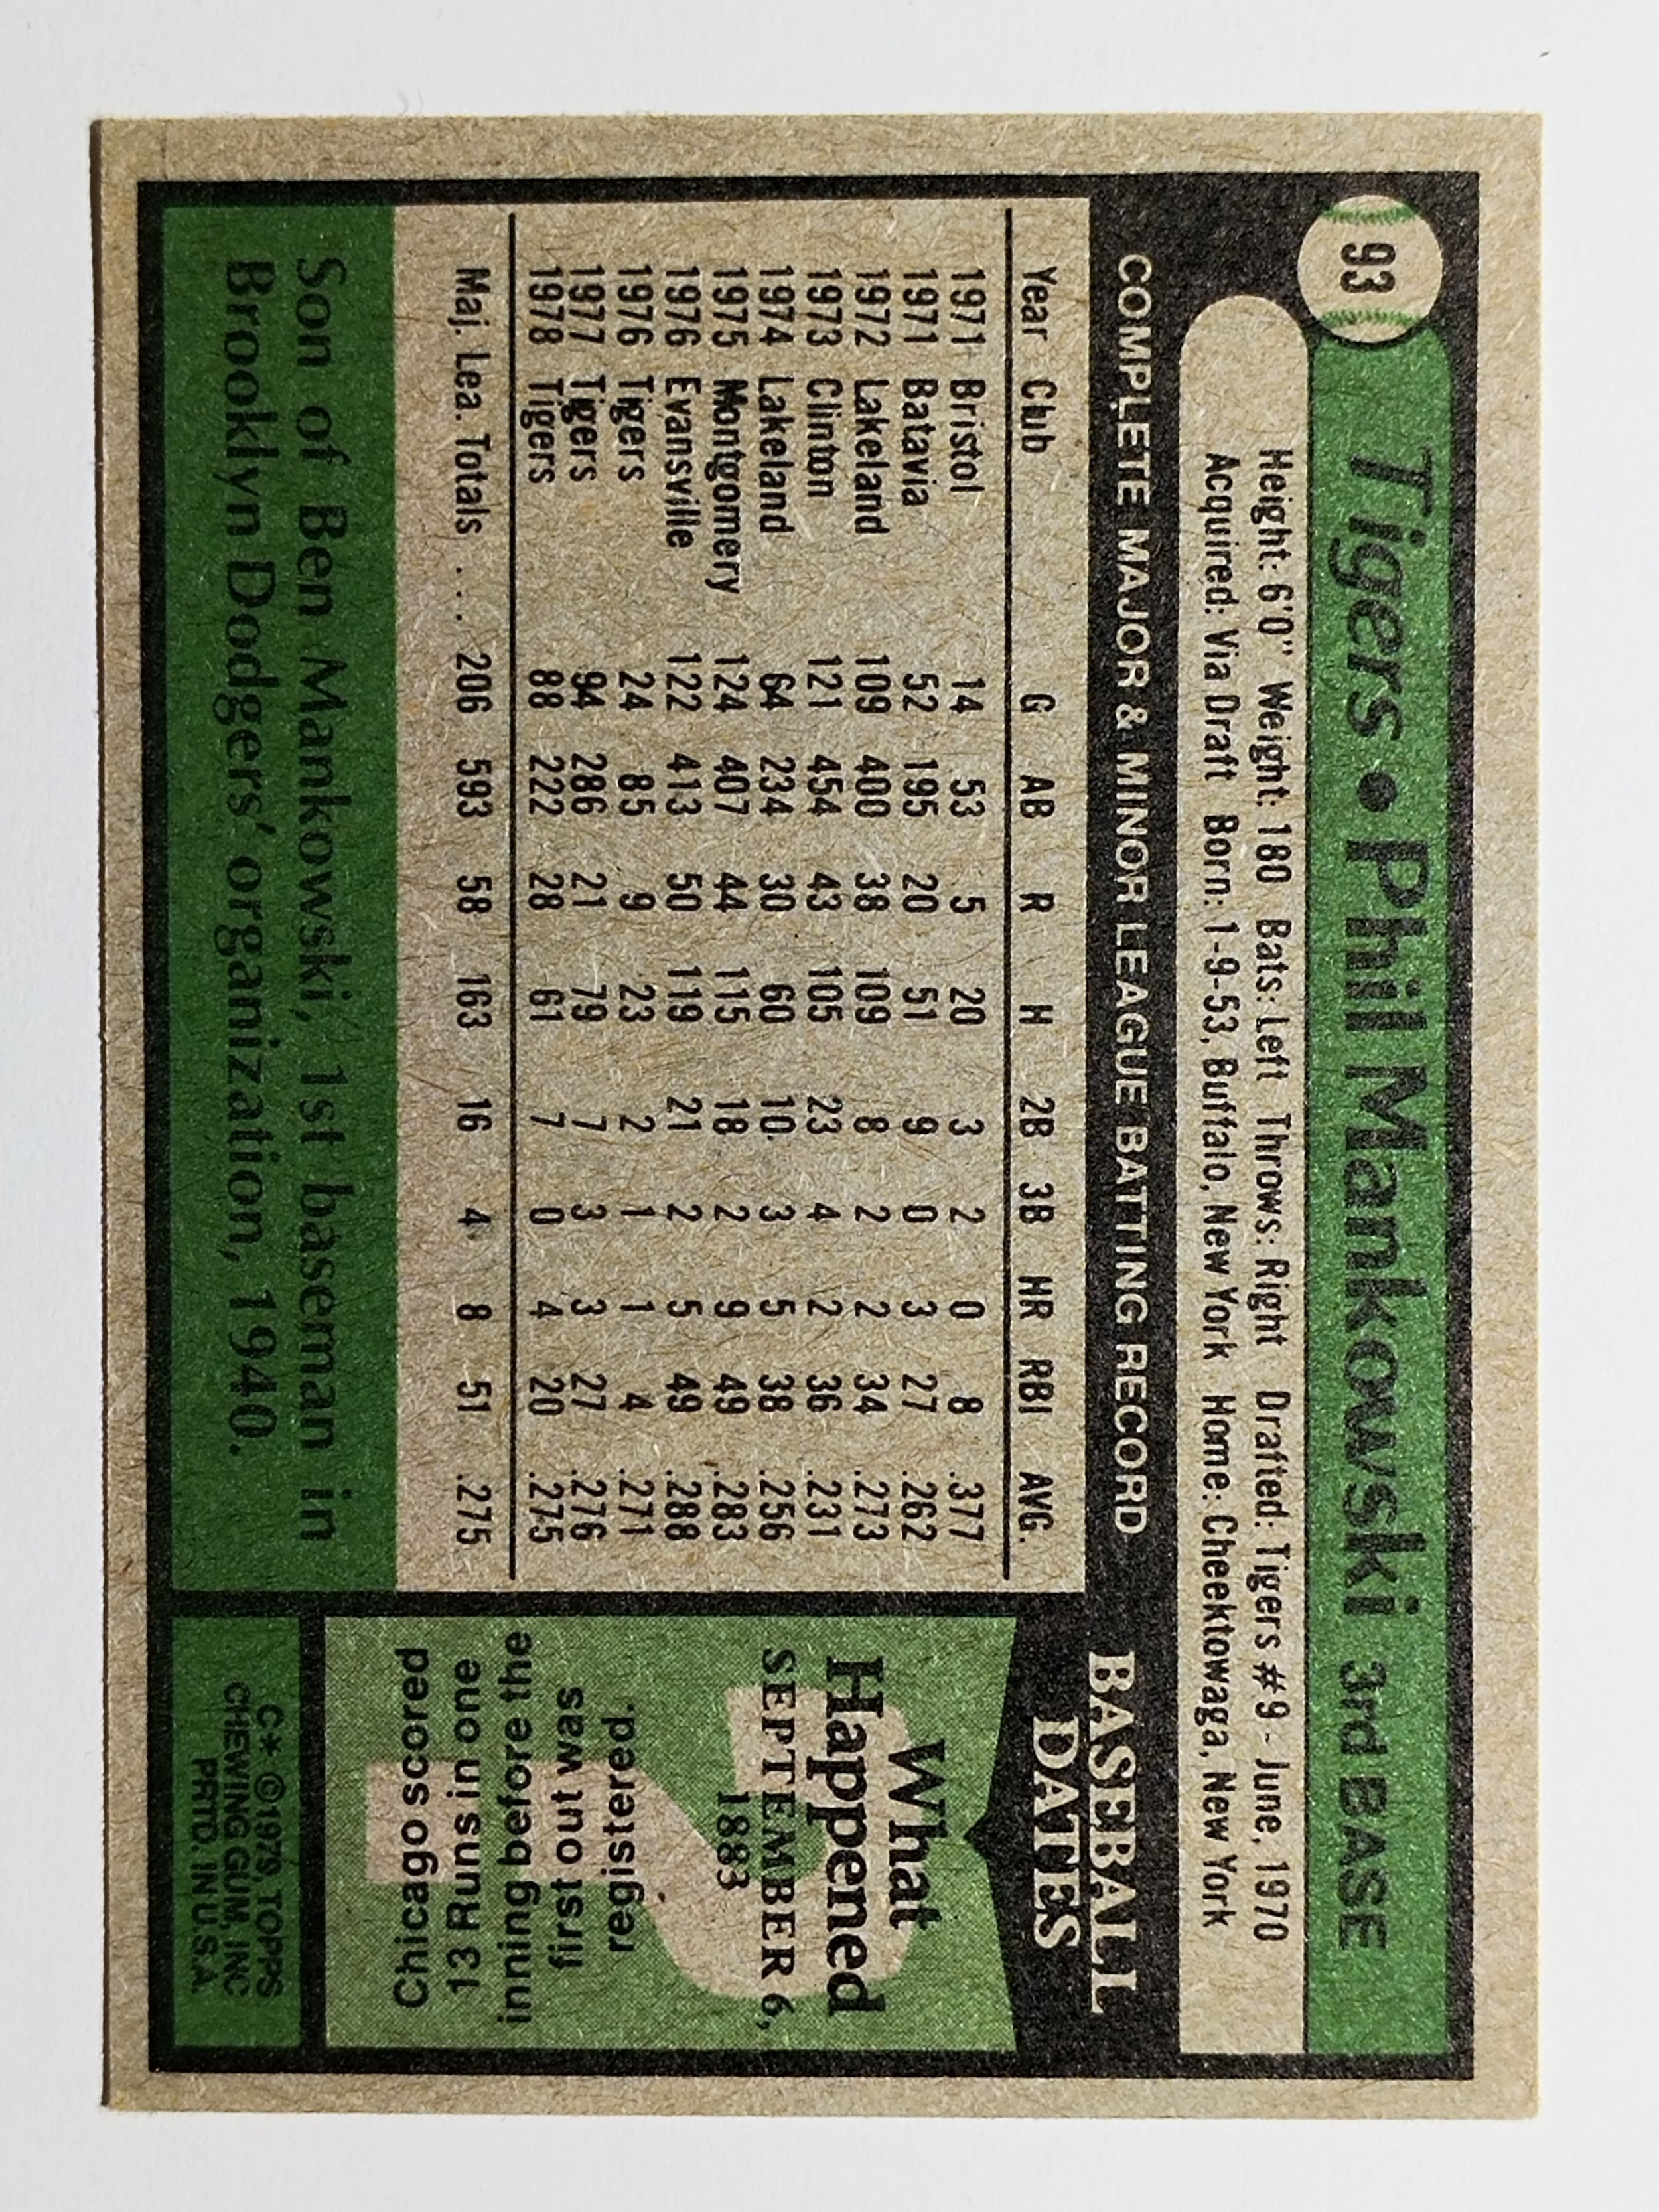 93
Tigers • Phil Mankowski 3rd BASE
Height: 6'0" Weight: 180 Bats: Left Throws: Right Drafted: Tigers #9 - June, 1970
Acquired: Via Draft Born: 1-9-53, Buffalo, New York Home: Cheektowaga, New York
COMPLETE MAJOR & MINOR LEAGUE BATTING RECORD
Year Club G AB R H 2B 3B HR RBI AVG.
1971 Bristol 14 53 5 20 3 2 0 8 .377
1971 Batavia 52 195 20 51 9 0 3 27 .262
1972 Lakeland 109 400 38 109 8 2 2 34 .273
1973 Clinton 121 454 43 105 23 4 2 36 .231
1974 Lakeland 64 234 30 60 10 3 5 38 .256
1975 Montgomery 124 407 44 115 18 2 9 49 .283
1976 Evansville 122 413 50 119 21 2 5 49 .288
1976 Tigers 24 85 9 23 2 1 1 4 .271
1977 Tigers 94 286 21 79 7 3 3 27 .276
1978 Tigers 88 222 28 61 7 0 4 20 .275
Maj. Lea. Totals . . . 206 593 58 163 16 4 8 51 .275
Son of Ben Mankowski, 1st baseman in
Brooklyn Dodgers' organization, 1940.
BASEBALL
DATES
What
Happened
SEPTEMBER 6,
1883
Chicago scored
13 Runs in one
inning before the
first out was
registered.
C* ©1979, TOPPS
CHEWING GUM, INC
PRTD. IN U.S.A.